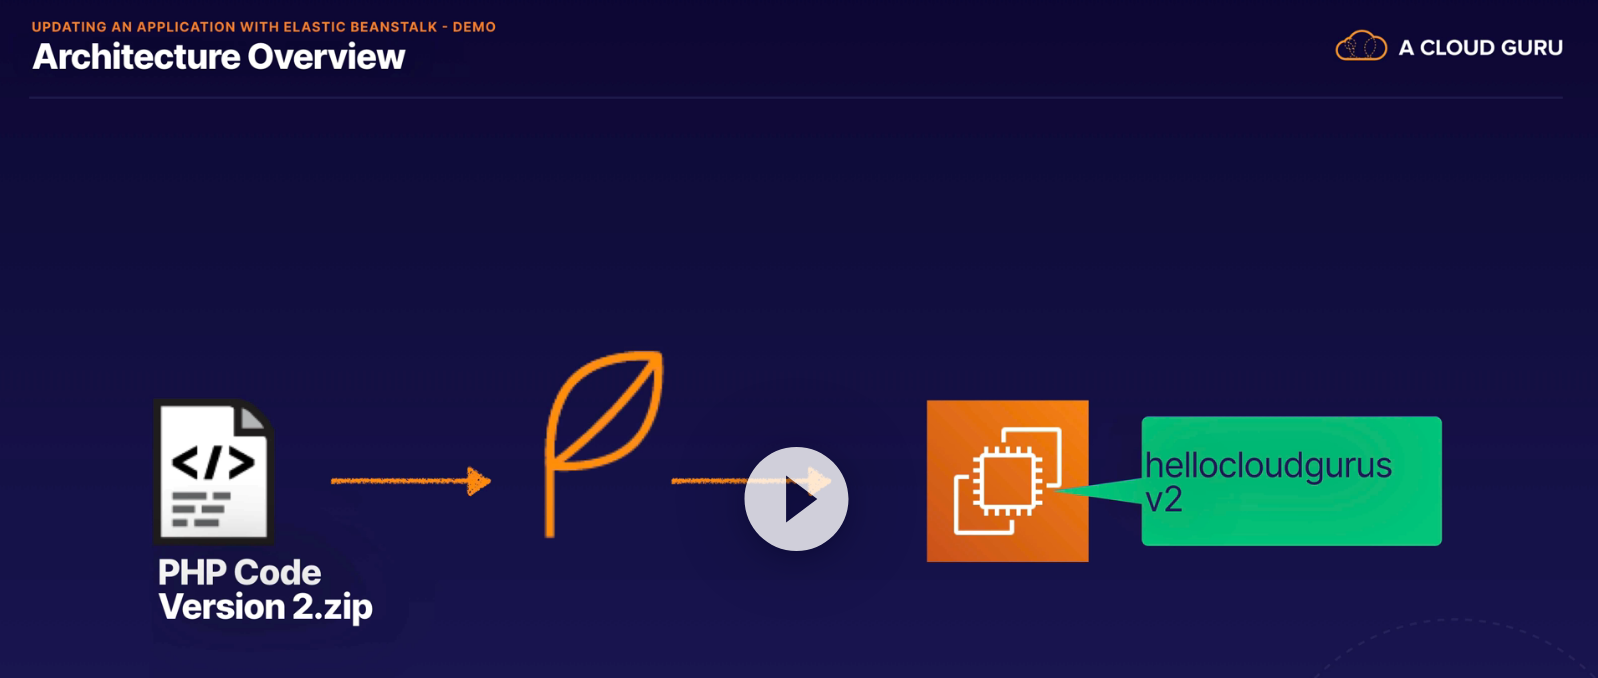 UPDATING AN APPLICATION WITH ELASTIC BEANSTALK - DEMO
Architecture Overview
A CLOUD GURU
</>
hellocloudgurus
v2
PHP Code
Version 2.zip